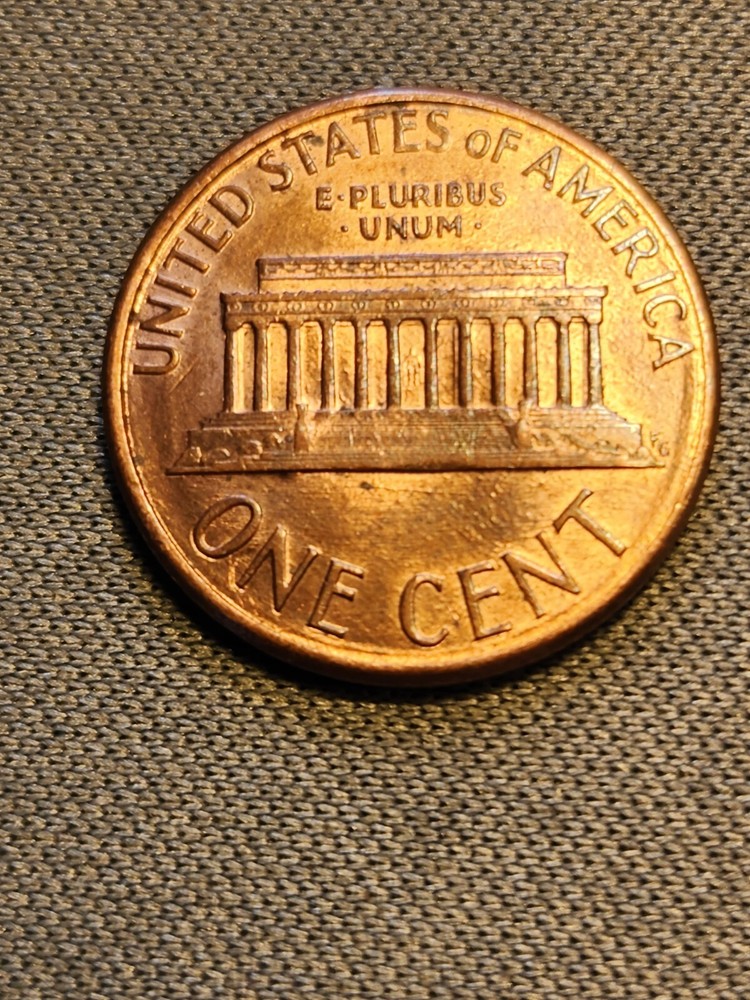 UNITED STATES OF AMERICA
E·PLURIBUS
·UNUM·
ONE CENT